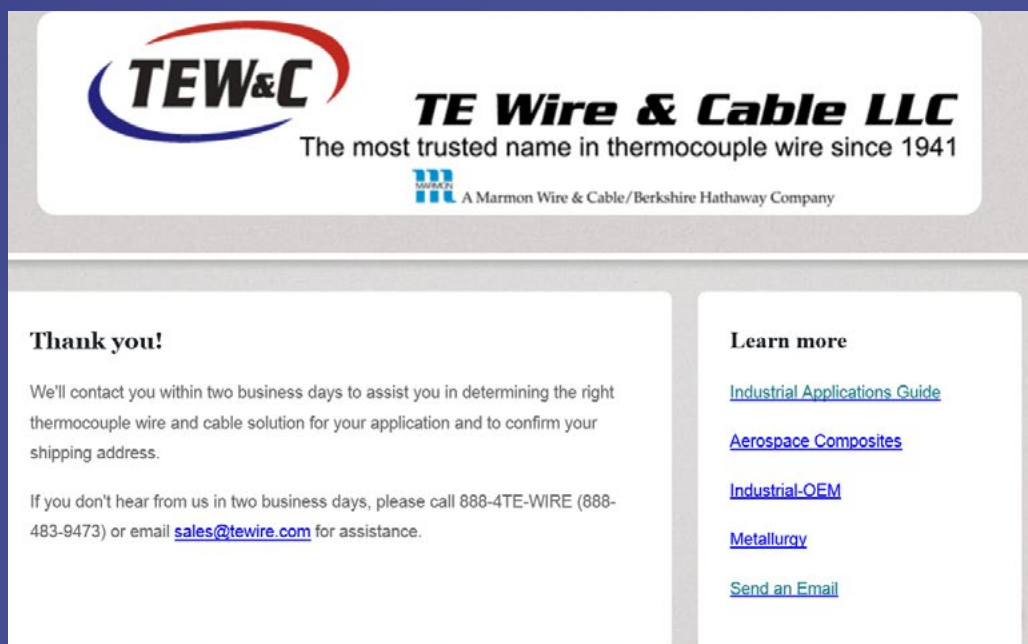 TEW&C
TE Wire & Cable LLC
The most trusted name in thermocouple wire since 1941
MARMON
A Marmon Wire & Cable/Berkshire Hathaway Company
Thank you!
We'll contact you within two business days to assist you in determining the right
thermocouple wire and cable solution for your application and to confirm your
shipping address.
If you don't hear from us in two business days, please call 888-4TE-WIRE (888-
483-9473) or email sales@tewire.com for assistance.
Learn more
Industrial Applications Guide
Aerospace Composites
Industrial-OEM
Metallurgy
Send an Email